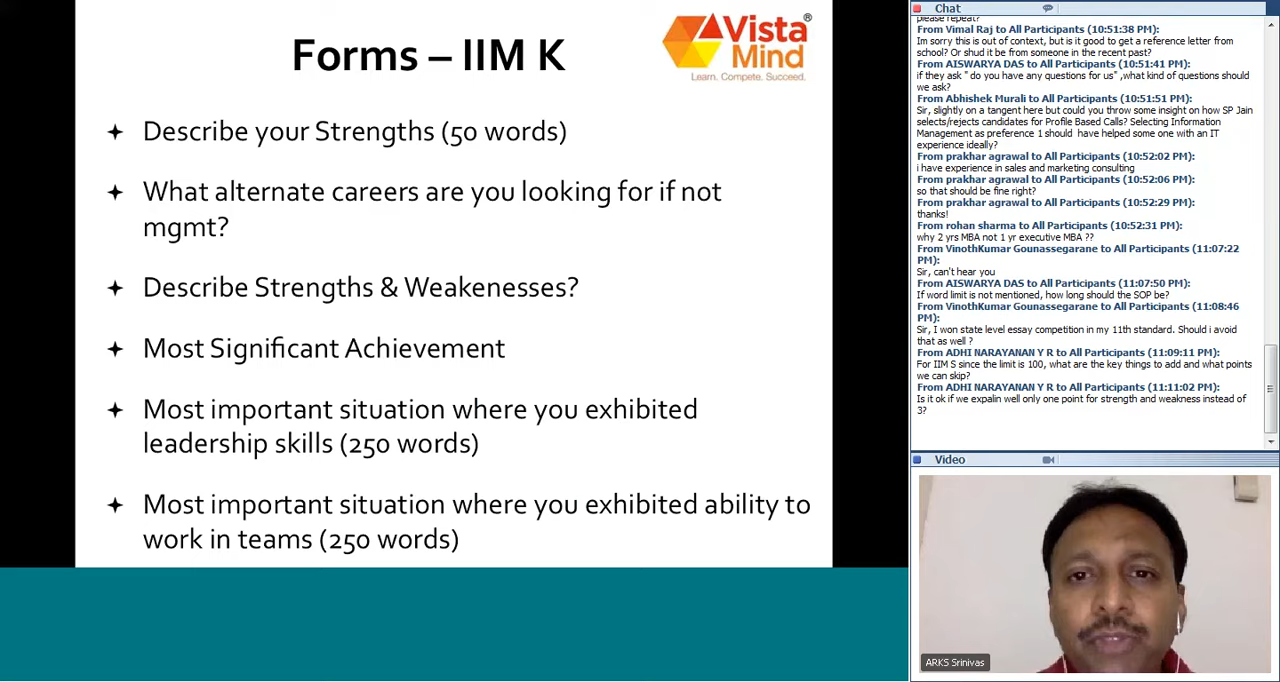 Forms – IIM K
Vista
Mind
®
Learn. Compete. Succeed.
Describe your Strengths (50 words)
What alternate careers are you looking for if not
mgmt?
Describe Strengths & Weakenesses?
Most Significant Achievement
Most important situation where you exhibited
leadership skills (250 words)
Most important situation where you exhibited ability to
work in teams (250 words)
Chat
please repeat?
From Vimal Raj to All Participants (10:51:38 PM):
Im sorry this is out of context, but is it good to get a reference letter from
school? Or shud it be from someone in the recent past?
From AISWARYA DAS to All Participants (10:51:41 PM):
if they ask " do you have any questions for us" ,what kind of questions should
we ask?
From Abhishek Murali to All Participants (10:51:51 PM):
Sir, slightly on a tangent here but could you throw some insight on how SP Jain
selects/rejects candidates for Profile Based Calls? Selecting Information
Management as preference 1 should have helped some one with an IT
experience ideally?
From prakhar agrawal to All Participants (10:52:02 PM):
i have experience in sales and marketing consulting
From prakhar agrawal to All Participants (10:52:06 PM):
so that should be fine right?
From prakhar agrawal to All Participants (10:52:29 PM):
thanks!
From rohan sharma to All Participants (10:52:31 PM):
why 2 yrs MBA not 1 yr executive MBA ??
From VinothKumar Gounassegarane to All Participants (11:07:22
PM):
Sir, can't hear you
From AISWARYA DAS to All Participants (11:07:50 PM):
If word limit is not mentioned, how long should the SOP be?
From VinothKumar Gounassegarane to All Participants (11:08:46
PM):
Sir, I won state level essay competition in my 11th standard. Should i avoid
that as well ?
From ADHI NARAYANAN Y R to All Participants (11:09:11 PM):
For IIM S since the limit is 100, what are the key things to add and what points
we can skip?
From ADHI NARAYANAN Y R to All Participants (11:11:02 PM):
Is it ok if we expalin well only one point for strength and weakness instead of
3?
Video
ARKS Srinivas